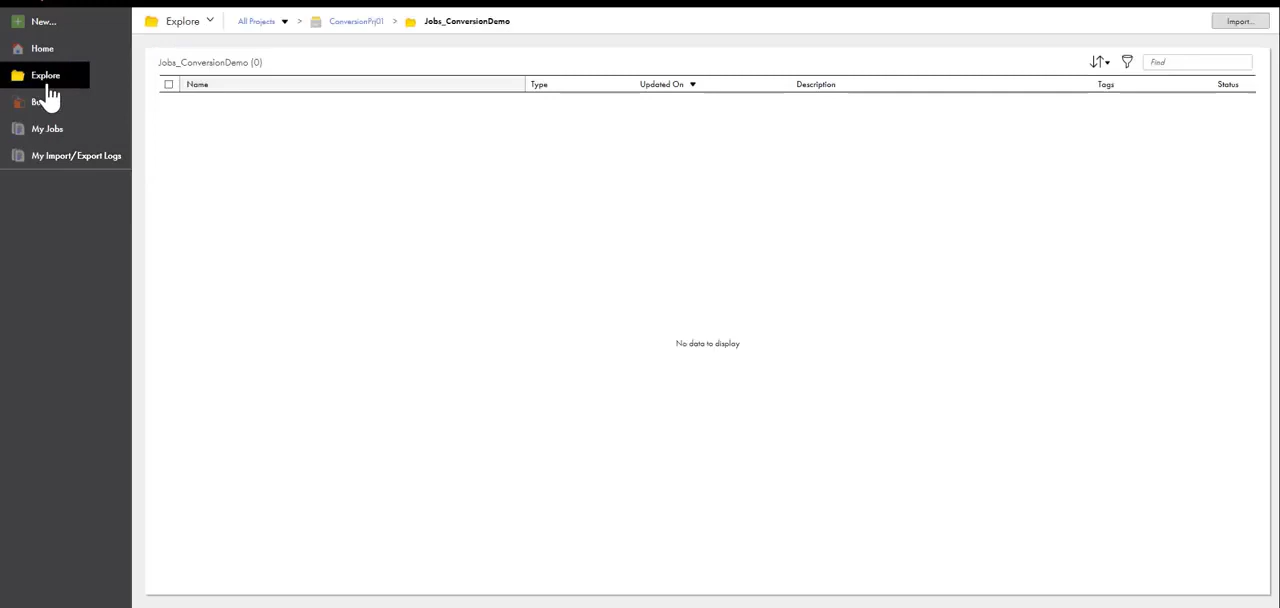 New...
Home
Explore
Bu
My Jobs
My Import/Export Logs
Explore All Projects > ConversionPrj01 > Jobs_ConversionDemo Import...
Jobs_ConversionDemo (0) Find
Name Type Updated On Description Tags Status
No data to display